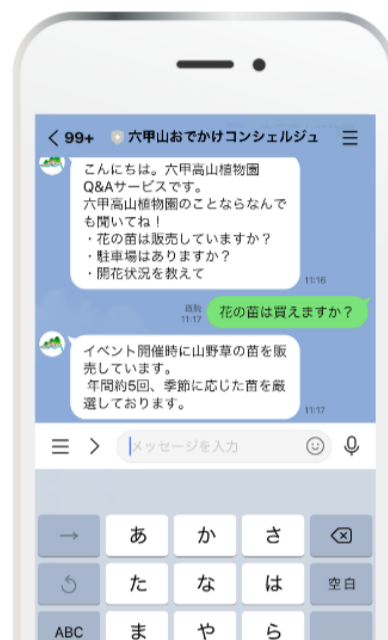 99+ 六甲山おでかけコンシェルジュ
こんにちは。六甲高山植物園
Q&Aサービスです。
六甲高山植物園のことならなんで
も聞いてね！
・花の苗は販売していますか？
・駐車場はありますか？
・開花状況を教えて
11:16
既読
11:17
花の苗は買えますか？
イベント開催時に山野草の苗を販
売しています。
年間約5回、季節に応じた苗を厳
選しております。
11:17
メッセージを入力
→ あ か さ
た な は 空白
ABC ま や ら